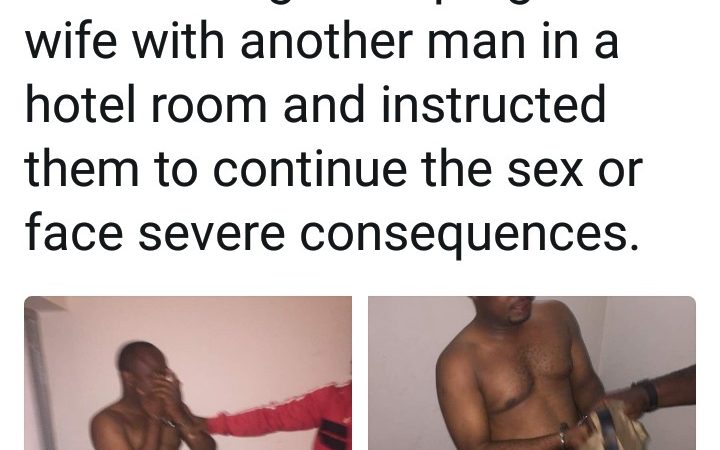 wife with another man in a
hotel room and instructed
them to continue the sex or
face severe consequences.